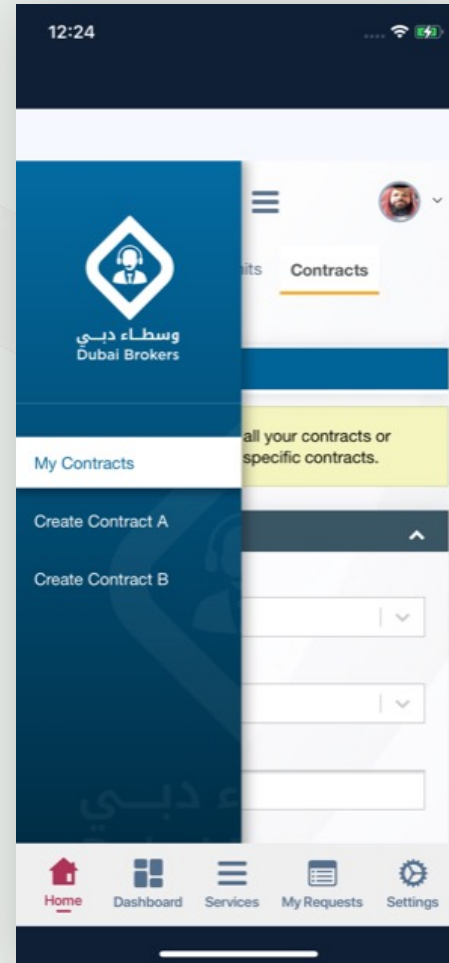 12:24
وسطاء دبي
Dubai Brokers
its
Contracts
all your contracts or
specific contracts.
My Contracts
Create Contract A
Create Contract B
Home
Dashboard
Services
My Requests
Settings